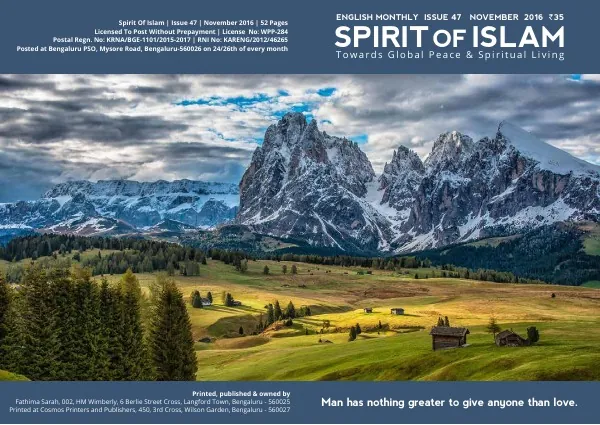 Spirit Of Islam | Issue 47 | November 2016 | 52 Pages
Licensed To Post Without Prepayment | License No: WPP-284
Postal Regn. No: KRNA/BGE-1101/2015-2017 | RNI No: KARENG/2012/46265
Posted at Bengaluru PSO, Mysore Road, Bengaluru-560026 on 24/26th of every month
ENGLISH MONTHLY ISSUE 47 NOVEMBER 2016 ₹35
SPIRIT OF ISLAM
Towards Global Peace & Spiritual Living
Printed, published & owned by
Fathima Sarah, 002, HM Wimberly, 6 Berlie Street Cross, Langford Town, Bengaluru - 560025
Printed at Cosmos Printers and Publishers, 450, 3rd Cross, Wilson Garden, Bengaluru - 560027
Man has nothing greater to give anyone than love.